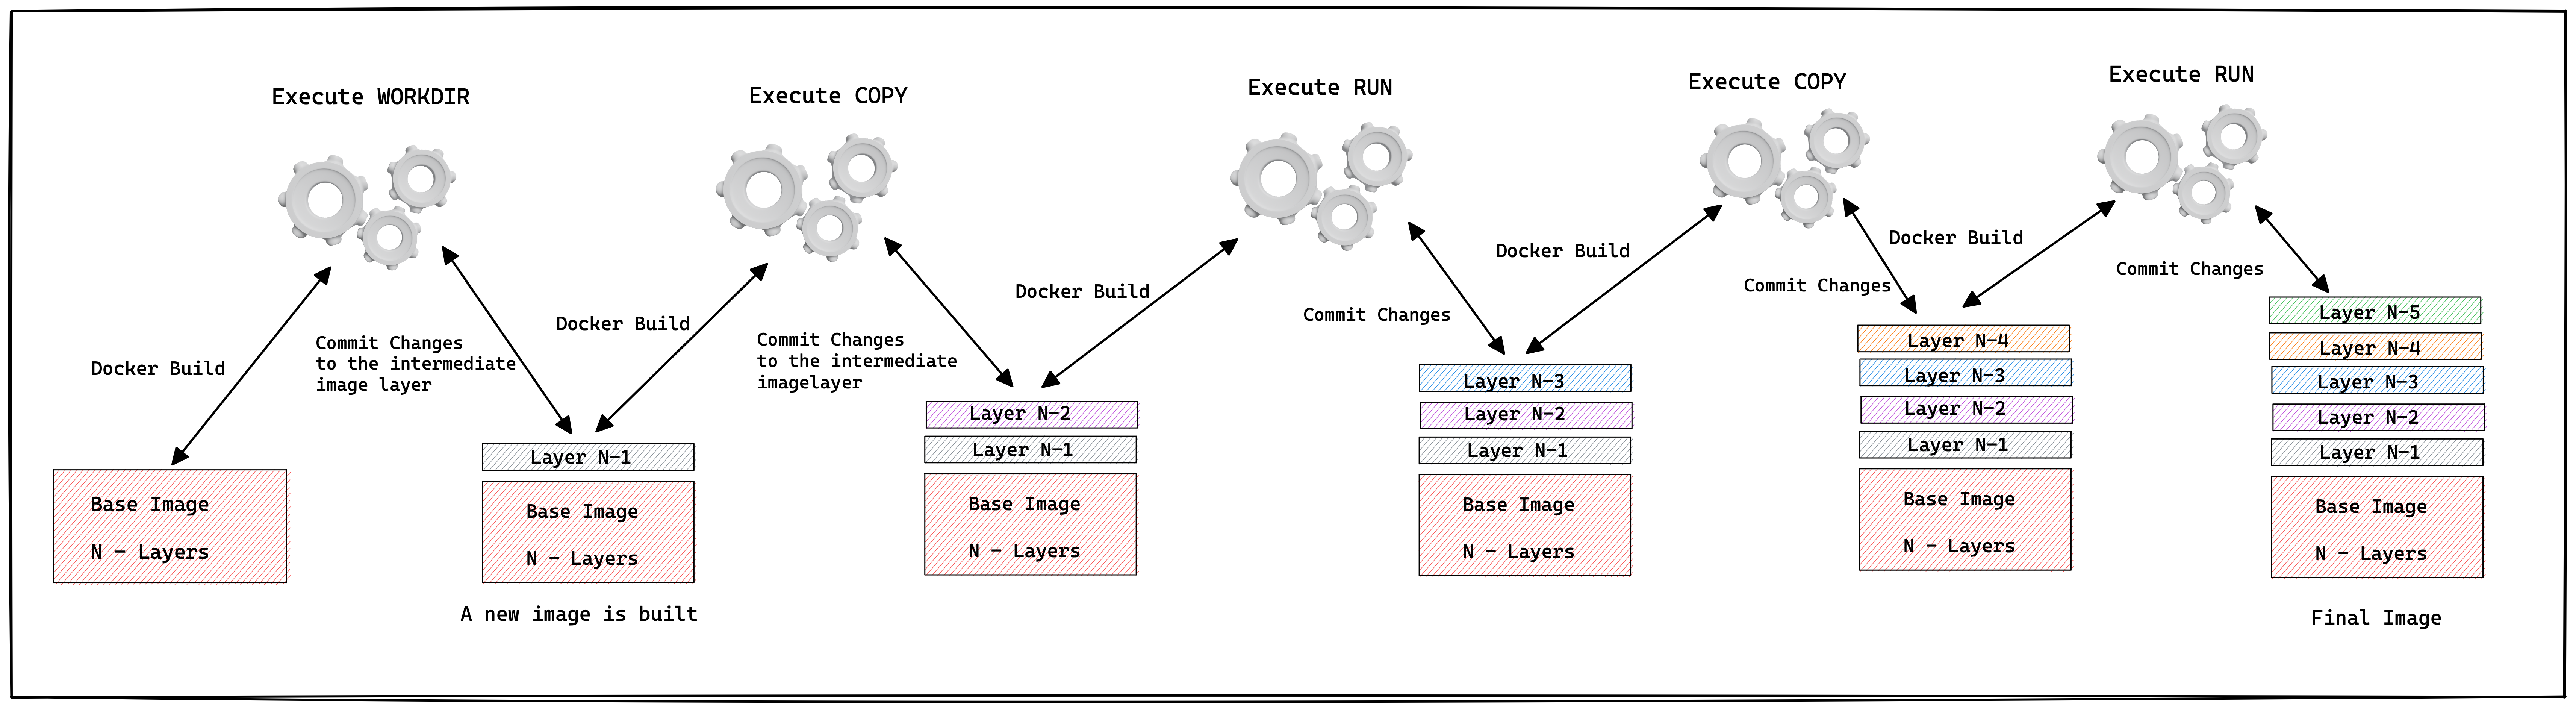 Execute WORKDIR
Execute COPY
Execute RUN
Execute COPY
Execute RUN
Docker Build
Commit Changes
to the intermediate
image layer
Docker Build
Commit Changes
to the intermediate
imagelayer
Docker Build
Commit Changes
Docker Build
Commit Changes
Docker Build
Commit Changes
Base Image
N - Layers
Layer N-1
Base Image
N - Layers
A new image is built
Layer N-2
Layer N-1
Base Image
N - Layers
Layer N-3
Layer N-2
Layer N-1
Base Image
N - Layers
Layer N-4
Layer N-3
Layer N-2
Layer N-1
Base Image
N - Layers
Layer N-5
Layer N-4
Layer N-3
Layer N-2
Layer N-1
Base Image
N - Layers
Final Image